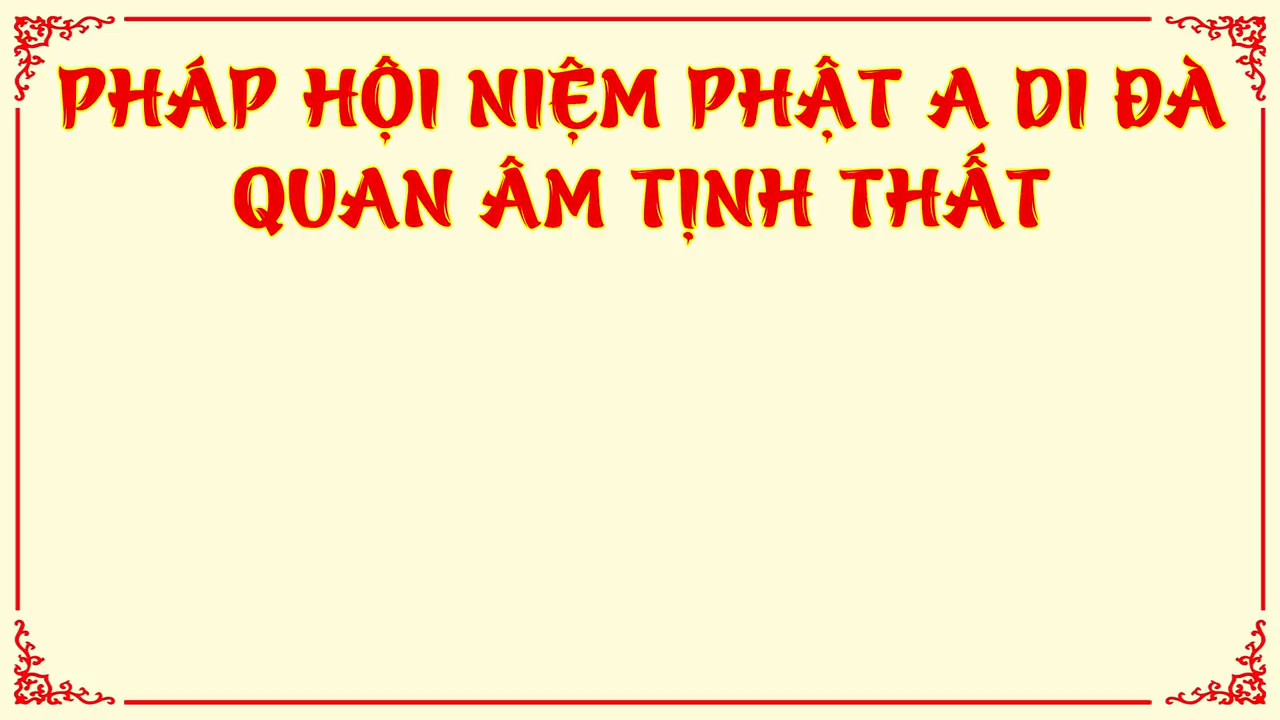 PHÁP HỘI NIỆM PHẬT A DI ĐÀ
QUAN ÂM TỊNH THẤT